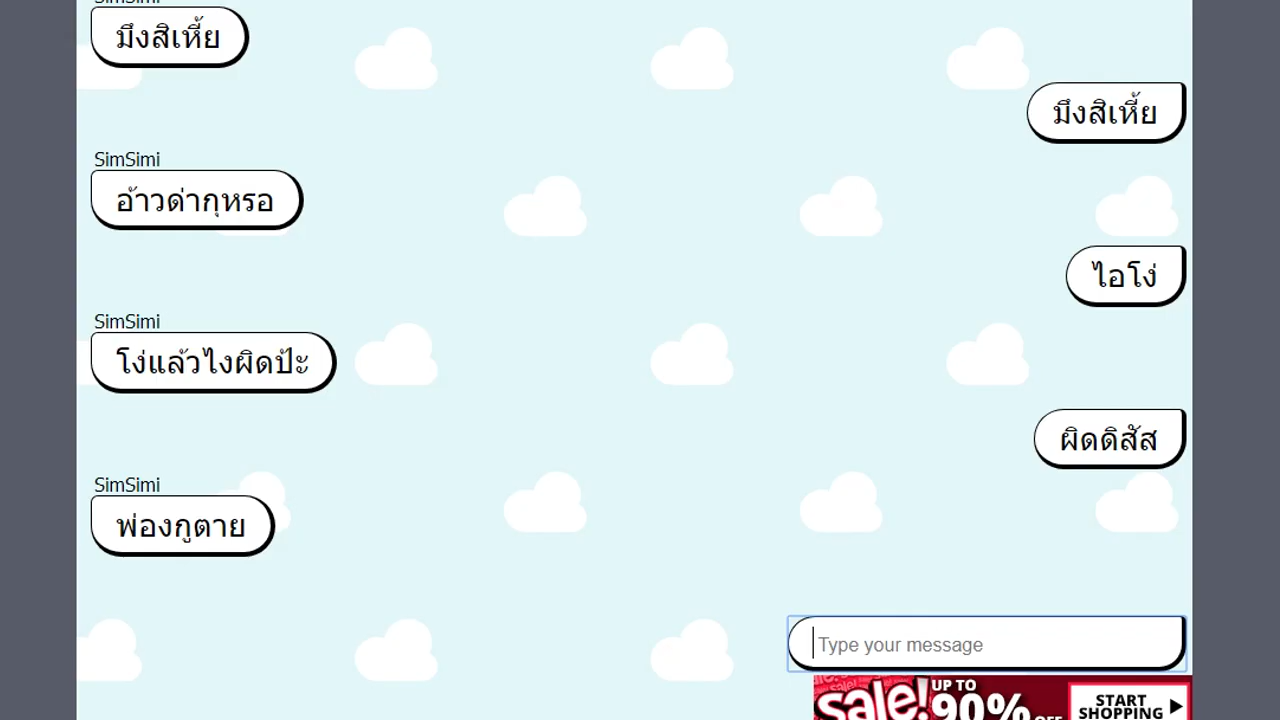 SimSimi
มึงสิเหี้ย
มึงสิเหี้ย
SimSimi
อ้าวด่ากุหรอ
ไอโง่
SimSimi
โง่แล้วไงผิดป้ะ
ผิดดิสัส
SimSimi
พ่องกูตาย
Type your message
sale! UP TO 90% OFF
START SHOPPING